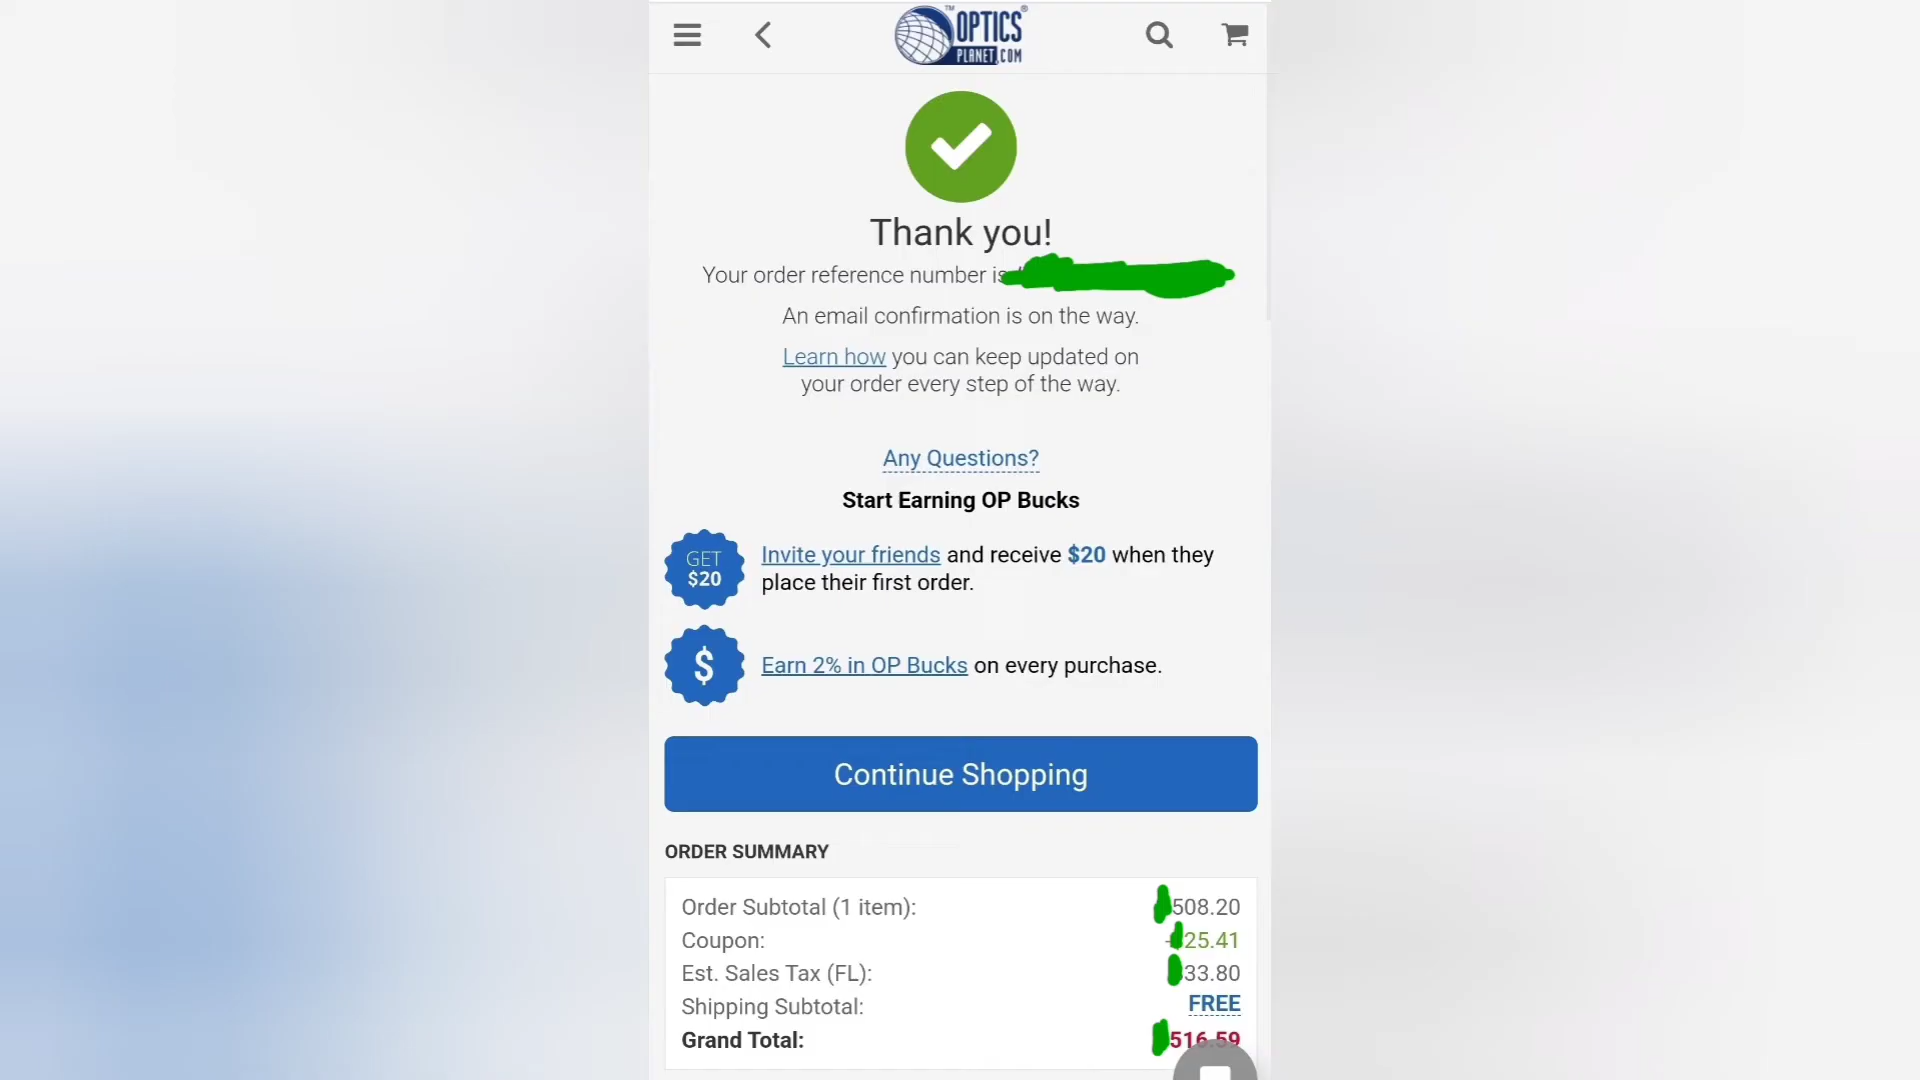 OPTICS
PLANET.COM
Thank you!
Your order reference number is
An email confirmation is on the way.
Learn how you can keep updated on
your order every step of the way.
Any Questions?
Start Earning OP Bucks
GET
$20
Invite your friends and receive $20 when they
place their first order.
$
Earn 2% in OP Bucks on every purchase.
Continue Shopping
ORDER SUMMARY
Order Subtotal (1 item): 508.20
Coupon: -25.41
Est. Sales Tax (FL): 33.80
Shipping Subtotal: FREE
Grand Total: 516.59